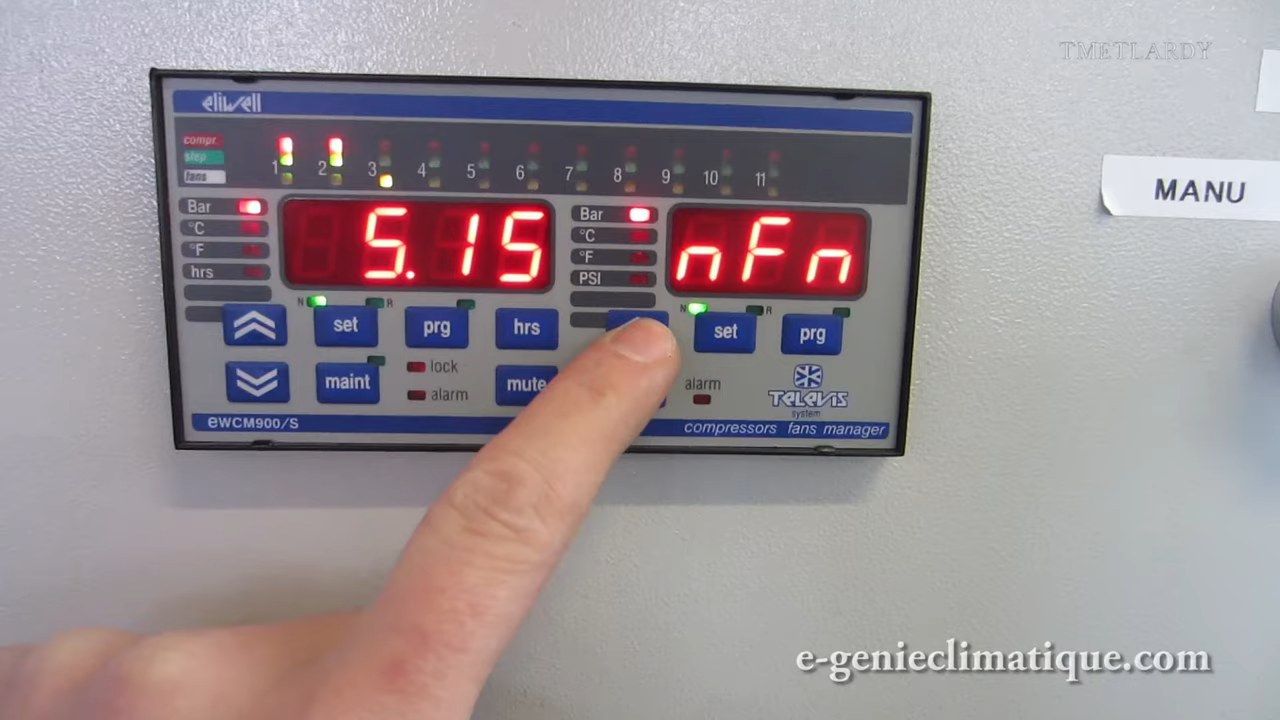 TMETLARDY
eliwell
compr.
step
fans
1 2 3 4 5 6 7 8 9 10 11
Bar
°C
°F
hrs
5.15
Bar
°C
°F
PSI
nFn
N R
set
prg
hrs
N R
set
prg
maint
lock
alarm
mute
alarm
TELEVIS
system
eWCM900/S
compressors fans manager
MANU
e-genieclimatique.com